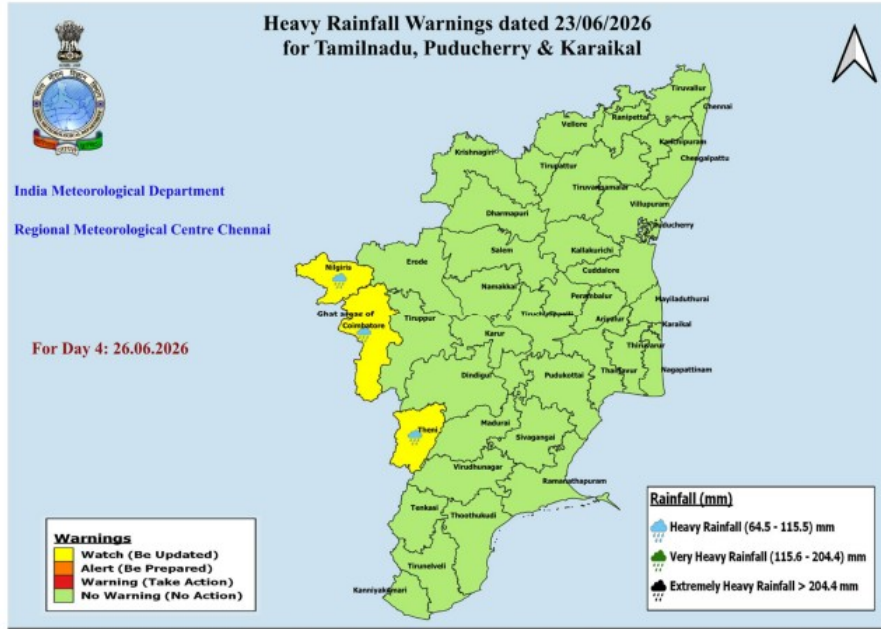 Heavy Rainfall Warnings dated 23/06/2026
for Tamilnadu, Puducherry & Karaikal
India Meteorological Department
Regional Meteorological Centre Chennai
For Day 4: 26.06.2026
Tiruvallur
Chennai
Ranipettai
Vellore
Kanchipuram
Chengalpattu
Krishnagiri
Tirupattur
Tiruvannamalai
Villupuram
Dharmapuri
Puducherry
Salem
Kallakurichi
Erode
Cuddalore
Nilgiris
Namakkal
Perambalur
Mayiladuthurai
Ghat areas of
Coimbatore
Tiruppur
Tiruchirappalli
Ariyalur
Karaikal
Karur
Thiruvarur
Dindigul
Thanjavur
Nagapattinam
Pudukottai
Theni
Madurai
Sivagangai
Virudhunagar
Ramanathapuram
Tenkasi
Thoothukudi
Tirunelveli
Kanniyakumari
Warnings
Watch (Be Updated)
Alert (Be Prepared)
Warning (Take Action)
No Warning (No Action)
Rainfall (mm)
Heavy Rainfall (64.5 - 115.5) mm
Very Heavy Rainfall (115.6 - 204.4) mm
Extremely Heavy Rainfall > 204.4 mm